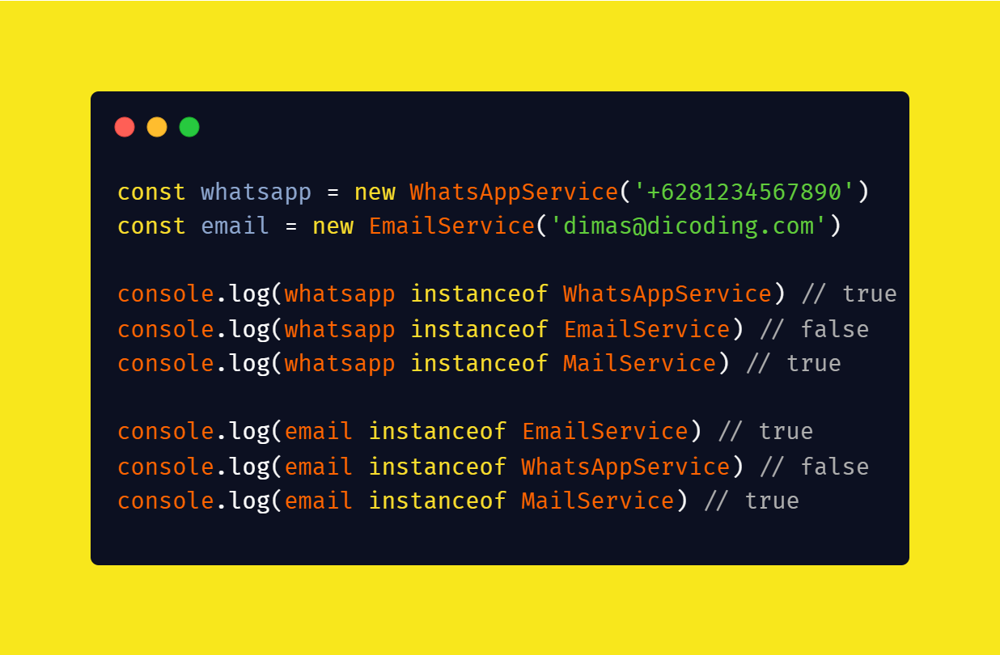 const whatsapp = new WhatsAppService('+6281234567890')
const email = new EmailService('dimas@dicoding.com')
console.log(whatsapp instanceof WhatsAppService) // true
console.log(whatsapp instanceof EmailService) // false
console.log(whatsapp instanceof MailService) // true
console.log(email instanceof EmailService) // true
console.log(email instanceof WhatsAppService) // false
console.log(email instanceof MailService) // true